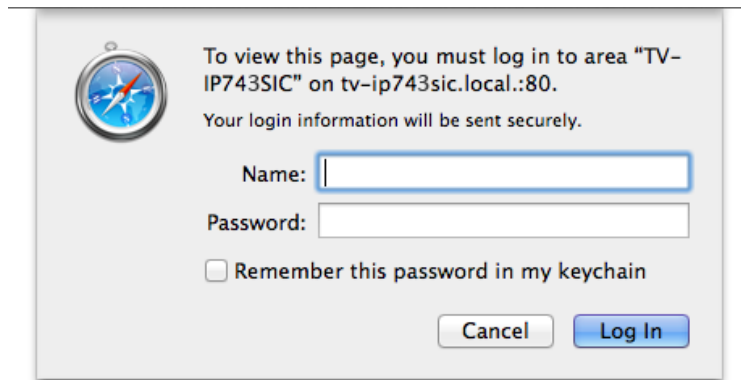 To view this page, you must log in to area "TV-
IP743SIC" on tv-ip743sic.local.:80.
Your login information will be sent securely.
Name:
Password:
Remember this password in my keychain
Cancel Log In